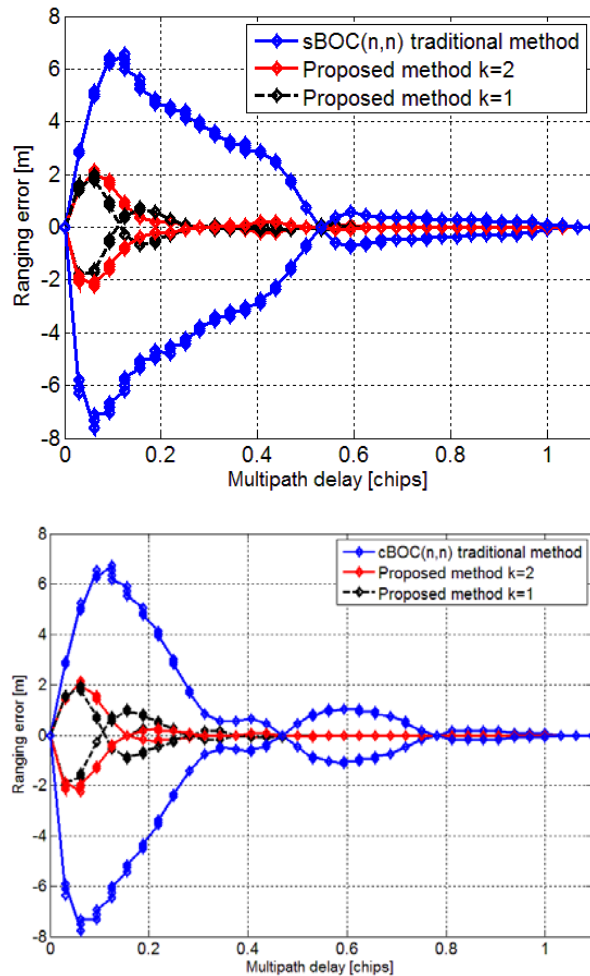 8
6
4
2
0
-2
-4
-6
-8
Ranging error [m]
sBOC(n,n) traditional method
Proposed method k=2
Proposed method k=1
0 0.2 0.4 0.6 0.8 1
Multipath delay [chips]
8
6
4
2
0
-2
-4
-6
-8
Ranging error [m]
cBOC(n,n) traditional method
Proposed method k=2
Proposed method k=1
0 0.2 0.4 0.6 0.8 1
Multipath delay [chips]